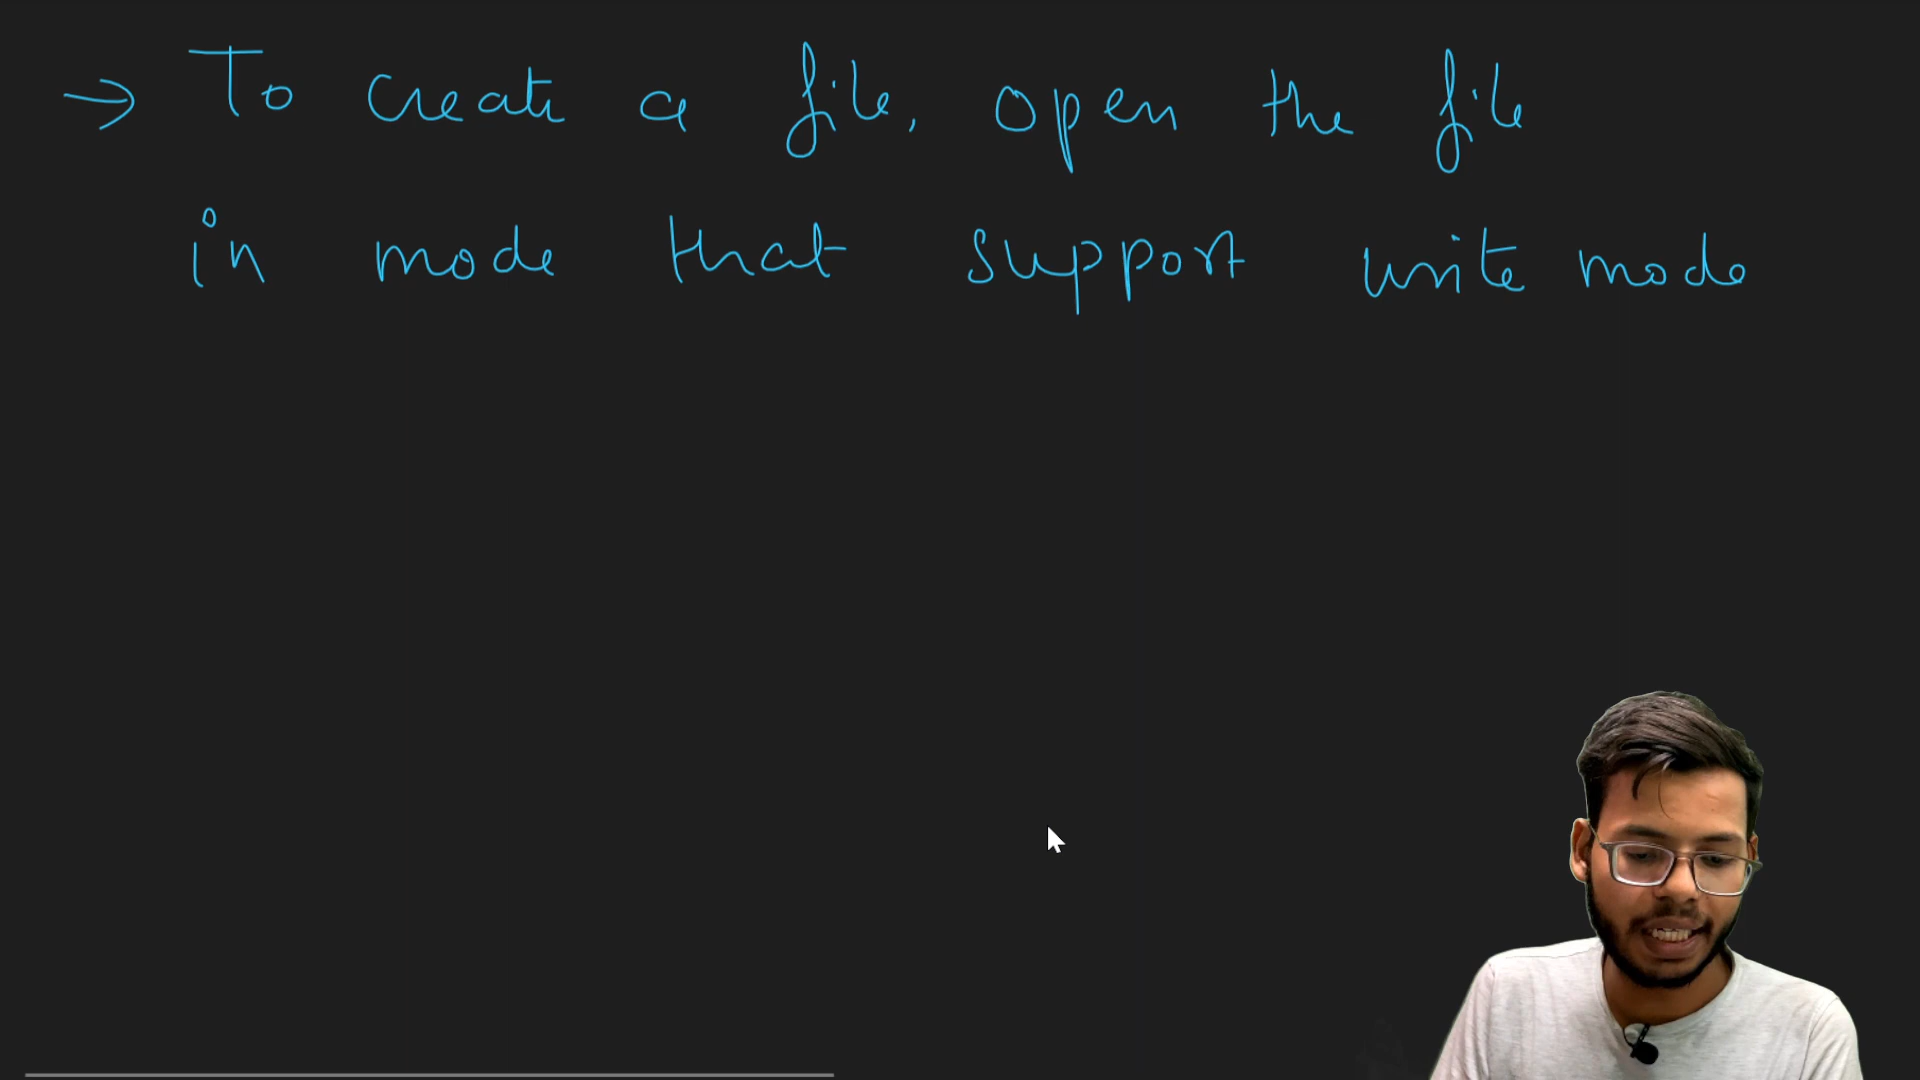 → To create a file, open the file
in mode that support write mode